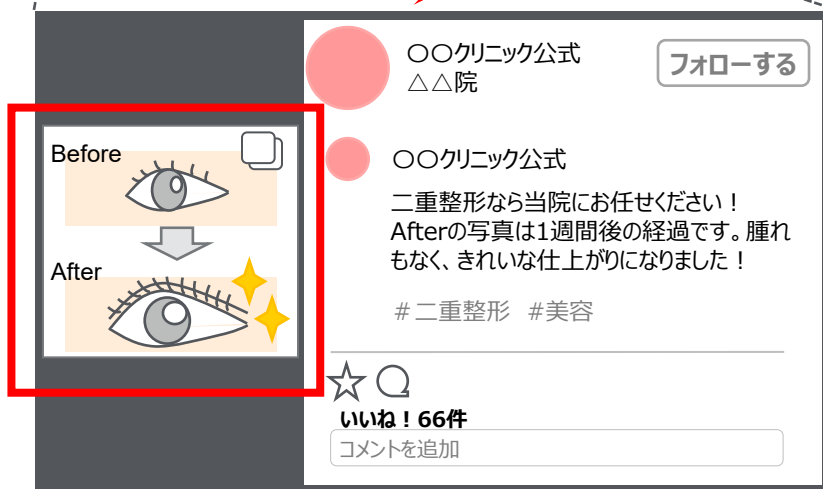 〇〇クリニック公式
△△院
フォローする
Before
After
〇〇クリニック公式
二重整形なら当院にお任せください！
Afterの写真は1週間後の経過です。腫れ
もなく、きれいな仕上がりになりました！
＃二重整形 #美容
いいね！66件
コメントを追加